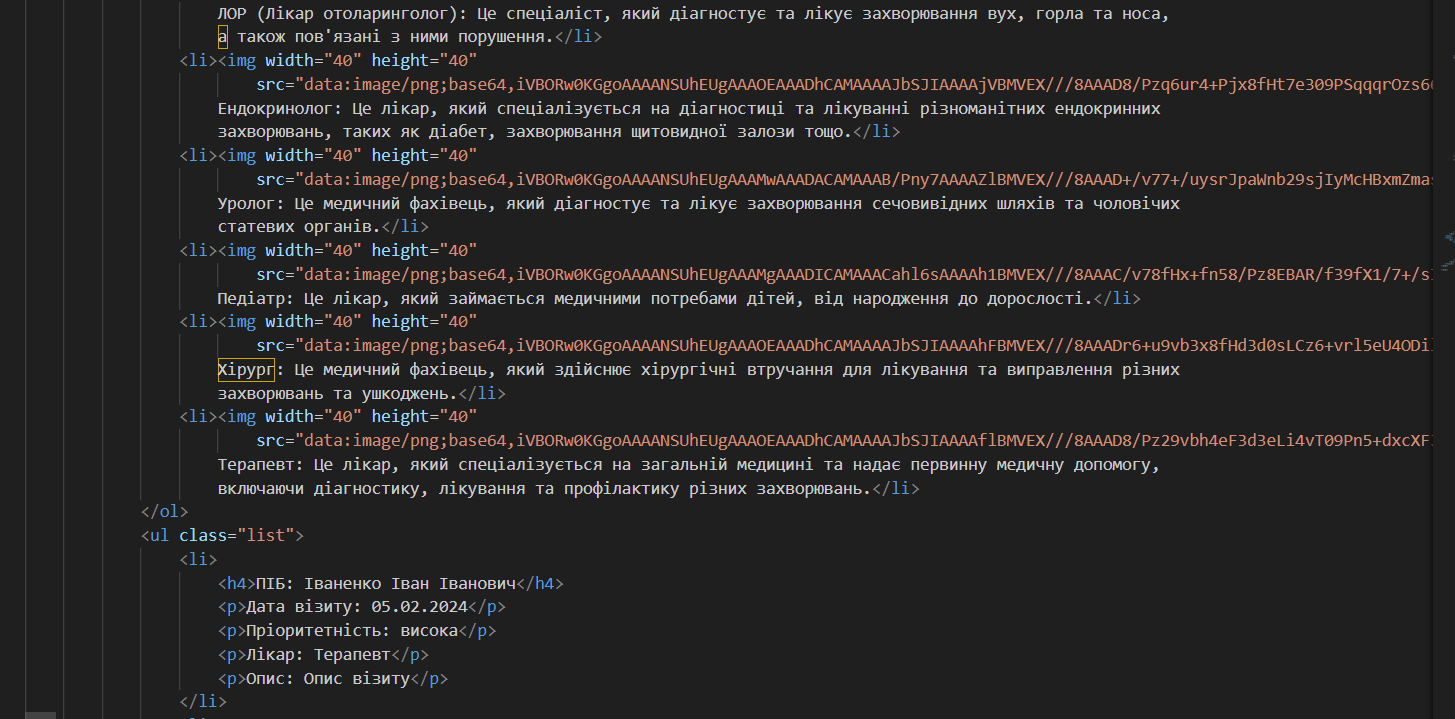 ЛОР (Лікар отоларинголог): Це спеціаліст, який діагностує та лікує захворювання вух, горла та носа,
а також пов'язані з ними порушення.</li>
<li><img width="40" height="40"
src="data:image/png;base64,iVBORw0KGgoAAAANSUhEUgAAAOEAAADhCAMAAAAJbSJIAAAAjVBMVEX///8AAAD8/Pzq6ur4+Pjx8fHt7e309PSqqqrOzs6
Ендокринолог: Це лікар, який спеціалізується на діагностиці та лікуванні різноманітних ендокринних
захворювань, таких як діабет, захворювання щитовидної залози тощо.</li>
<li><img width="40" height="40"
src="data:image/png;base64,iVBORw0KGgoAAAANSUhEUgAAAMwAAADACAMAAAB/Pny7AAAAZlBMVEX///8AAAD+/v77+/uysrJpaWnb29sjIyMcHBxmZmas
Уролог: Це медичний фахівець, який діагностує та лікує захворювання сечовивідних шляхів та чоловічих
статевих органів.</li>
<li><img width="40" height="40"
src="data:image/png;base64,iVBORw0KGgoAAAANSUhEUgAAAMgAAADICAMAAACahl6sAAAAh1BMVEX///8AAAC/v78fHx+fn58/Pz8EBAR/f39fX1/7+/s
Педіатр: Це лікар, який займається медичними потребами дітей, від народження до дорослості.</li>
<li><img width="40" height="40"
src="data:image/png;base64,iVBORw0KGgoAAAANSUhEUgAAAOEAAADhCAMAAAAJbSJIAAAAhFBMVEX///8AAADr6+u9vb3x8fHd3d0sLCz6+vrl5eU4ODi
Хірург: Це медичний фахівець, який здійснює хірургічні втручання для лікування та виправлення різних
захворювань та ушкоджень.</li>
<li><img width="40" height="40"
src="data:image/png;base64,iVBORw0KGgoAAAANSUhEUgAAAOEAAADhCAMAAAAJbSJIAAAAflBMVEX///8AAAD8/Pz29vbh4eF3d3eLi4vT09Pn5+dxcXF
Терапевт: Це лікар, який спеціалізується на загальній медицині та надає первинну медичну допомогу,
включаючи діагностику, лікування та профілактику різних захворювань.</li>
</ol>
<ul class="list">
<li>
<h4>ПІБ: Іваненко Іван Іванович</h4>
<p>Дата візиту: 05.02.2024</p>
<p>Пріоритетність: висока</p>
<p>Лікар: Терапевт</p>
<p>Опис: Опис візиту</p>
</li>